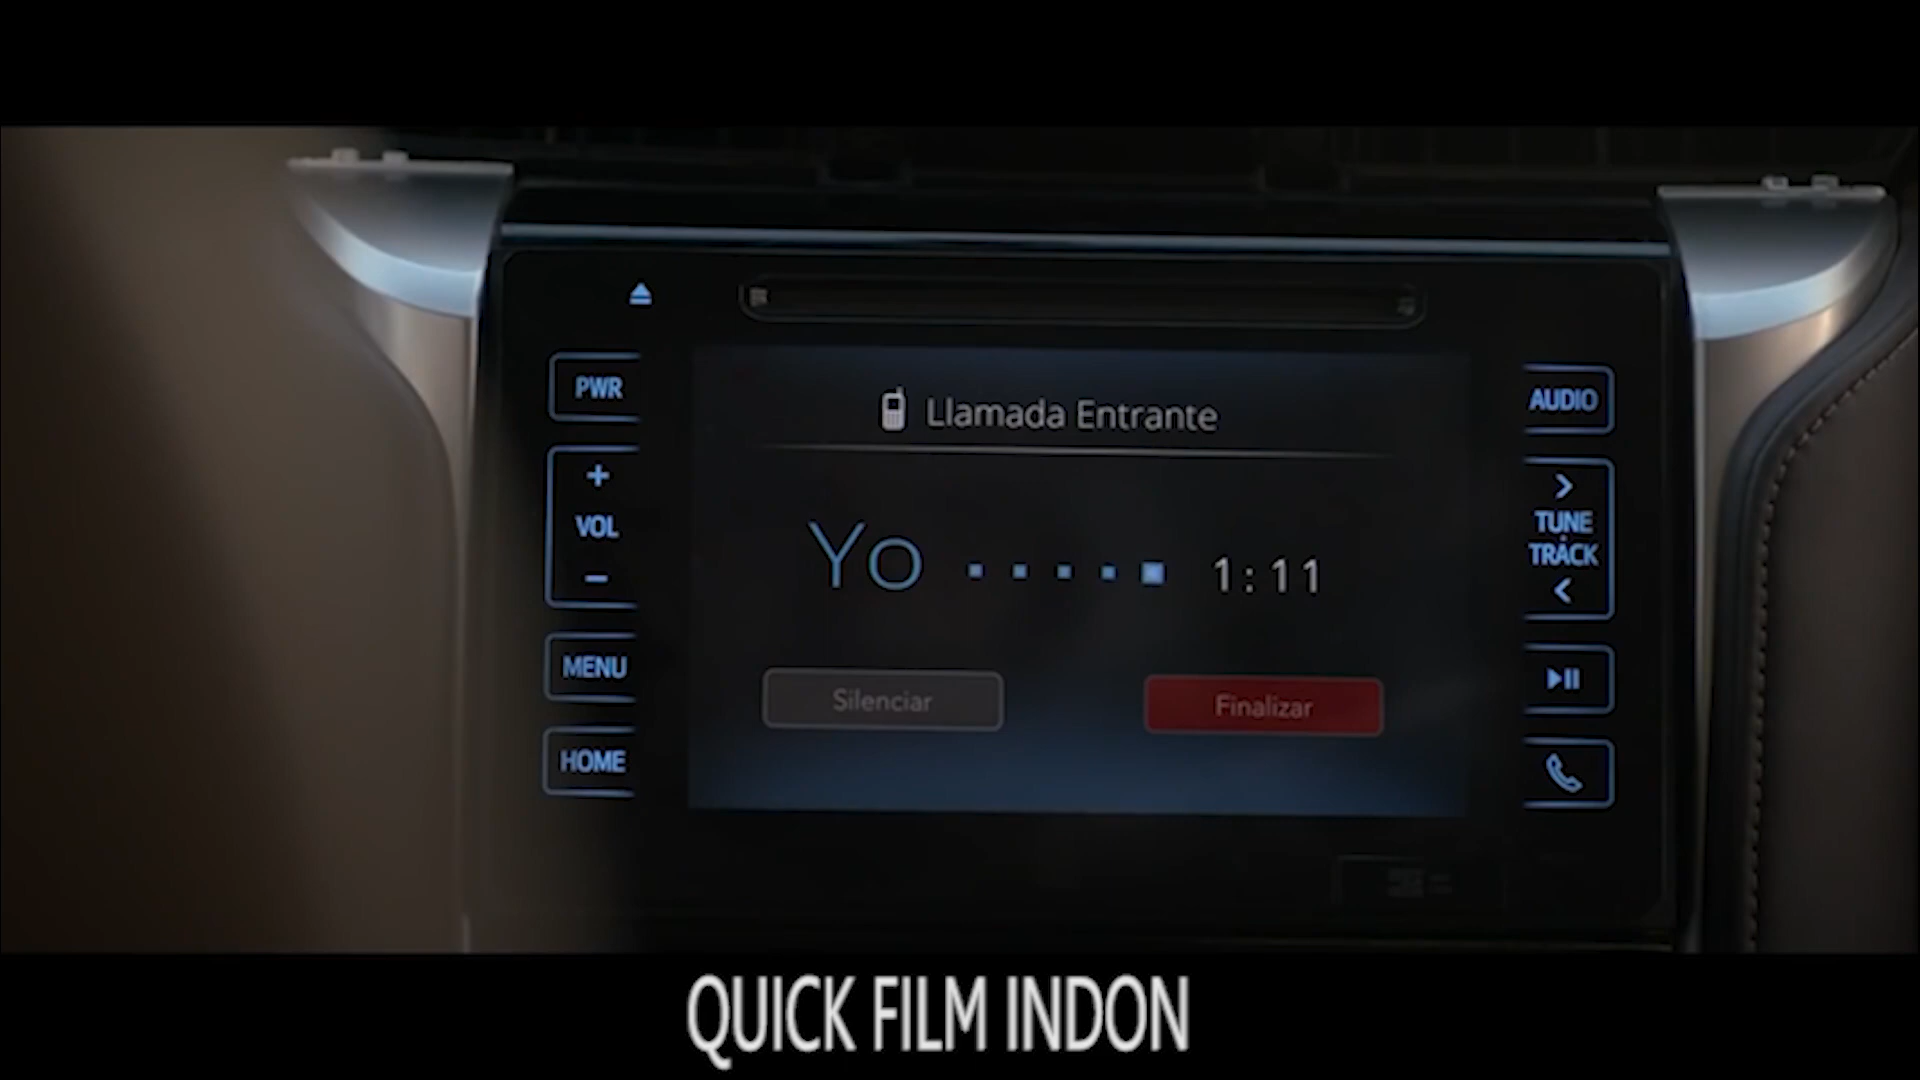 PWR
+
VOL
-
MENU
HOME
Llamada Entrante
Yo ..... 1:11
Silenciar
Finalizar
AUDIO
>
TUNE
TRACK
<
QUICK FILM INDON